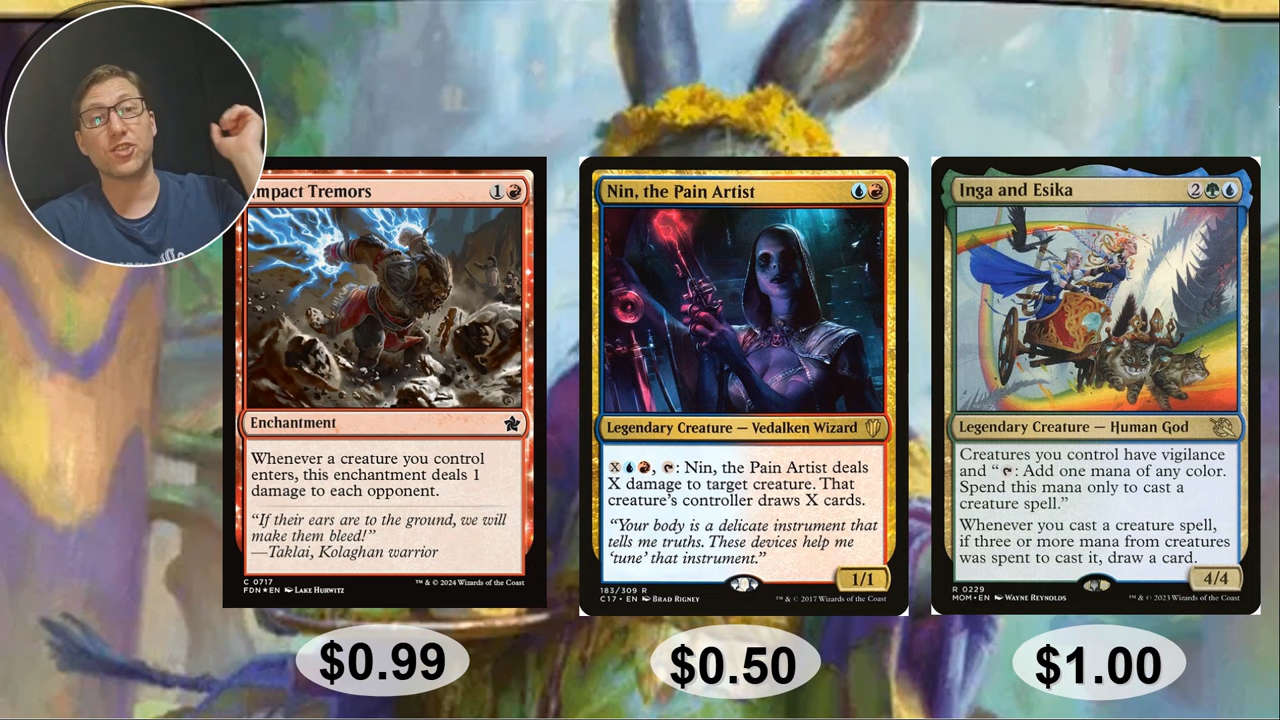 Impact Tremors 1
Enchantment
Whenever a creature you control
enters, this enchantment deals 1
damage to each opponent.
"If their ears are to the ground, we will
make them bleed!"
—Taklai, Kolaghan warrior
C 0717
FDN★EN Lake Hurwitz
™ & © 2024 Wizards of the Coast
$0.99
Nin, the Pain Artist
Legendary Creature — Vedalken Wizard
X, : Nin, the Pain Artist deals
X damage to target creature. That
creature's controller draws X cards.
"Your body is a delicate instrument that
tells me truths. These devices help me
'tune' that instrument."
1/1
183/309 R
C17 • EN Brad Rigney
™ & © 2017 Wizards of the Coast
$0.50
Inga and Esika 2
Legendary Creature — Human God
Creatures you control have vigilance
and ": Add one mana of any color.
Spend this mana only to cast a
creature spell."
Whenever you cast a creature spell,
if three or more mana from creatures
was spent to cast it, draw a card.
4/4
R 0229
MOM • EN Wayne Reynolds
™ & © 2023 Wizards of the Coast
$1.00